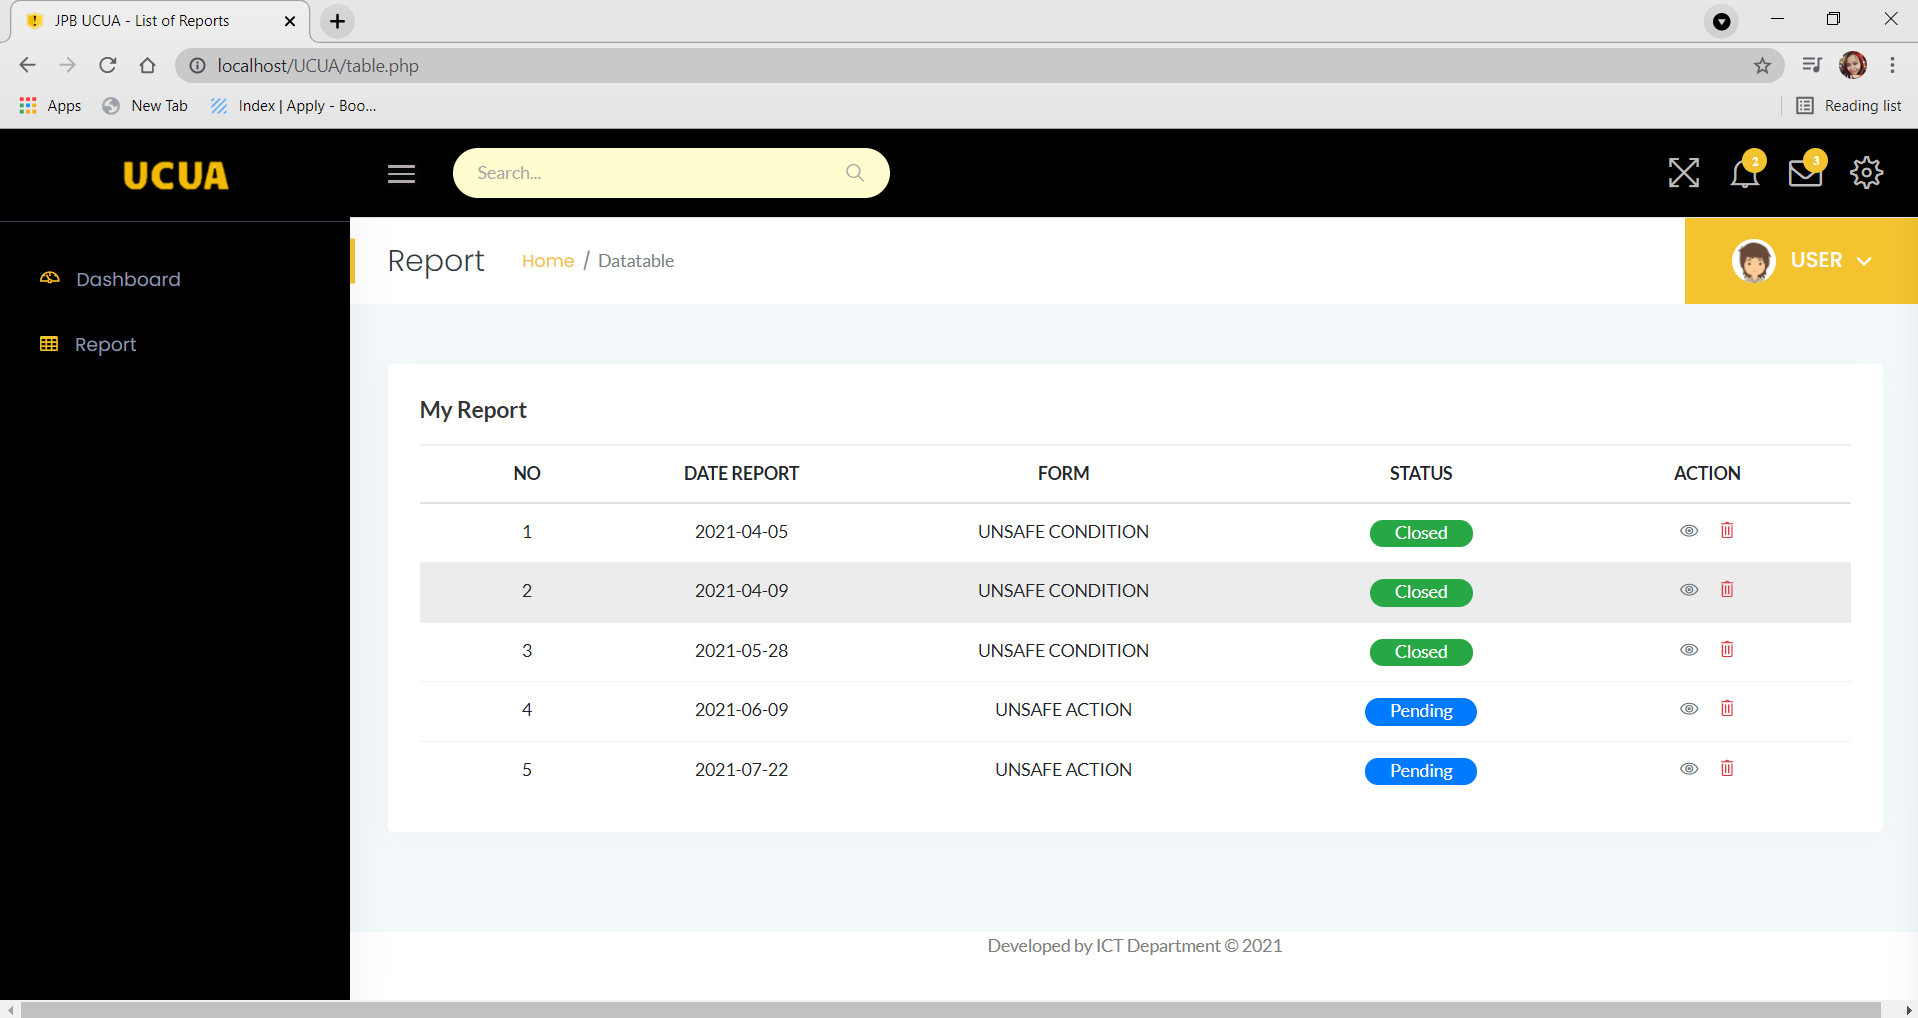 JPB UCUA - List of Reports
localhost/UCUA/table.php
Apps New Tab Index | Apply - Boo... Reading list
UCUA Search... 2 3
Report Home / Datatable USER
Dashboard
Report
My Report
NO DATE REPORT FORM STATUS ACTION
1 2021-04-05 UNSAFE CONDITION Closed
2 2021-04-09 UNSAFE CONDITION Closed
3 2021-05-28 UNSAFE CONDITION Closed
4 2021-06-09 UNSAFE ACTION Pending
5 2021-07-22 UNSAFE ACTION Pending
Developed by ICT Department © 2021